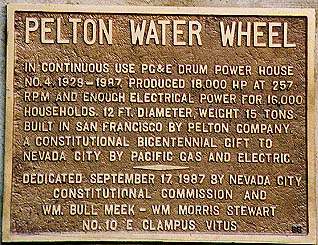 PELTON WATER WHEEL
IN CONTINUOUS USE PG&E DRUM POWER HOUSE
NO. 4. 1929-1987. PRODUCED 18,000 HP AT 257
RPM AND ENOUGH ELECTRICAL POWER FOR 16,000
HOUSEHOLDS. 12 FT. DIAMETER, WEIGHT 15 TONS.
BUILT IN SAN FRANCISCO BY PELTON COMPANY.
A CONSTITUTIONAL BICENTENNIAL GIFT TO
NEVADA CITY BY PACIFIC GAS AND ELECTRIC.
DEDICATED SEPTEMBER 17, 1987 BY NEVADA CITY
CONSTITUTIONAL COMMISSION AND
WM. BULL MEEK - WM. MORRIS STEWART
NO. 10 E CLAMPUS VITUS